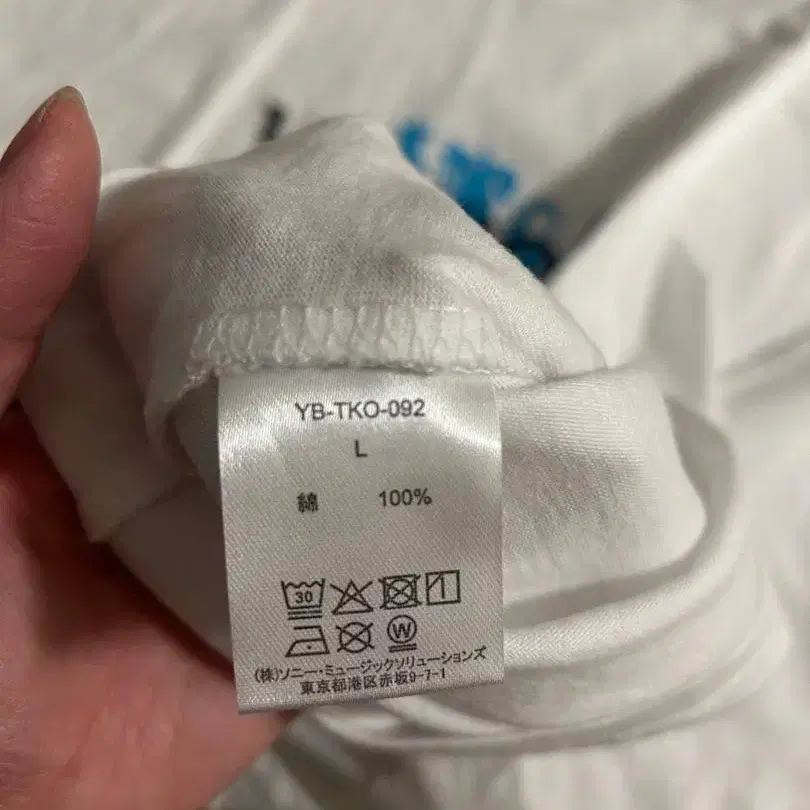 YB-TKO-092
L
綿 100%
30
W
(株)ソニー・ミュージックソリューションズ
東京都港区赤坂9-7-1